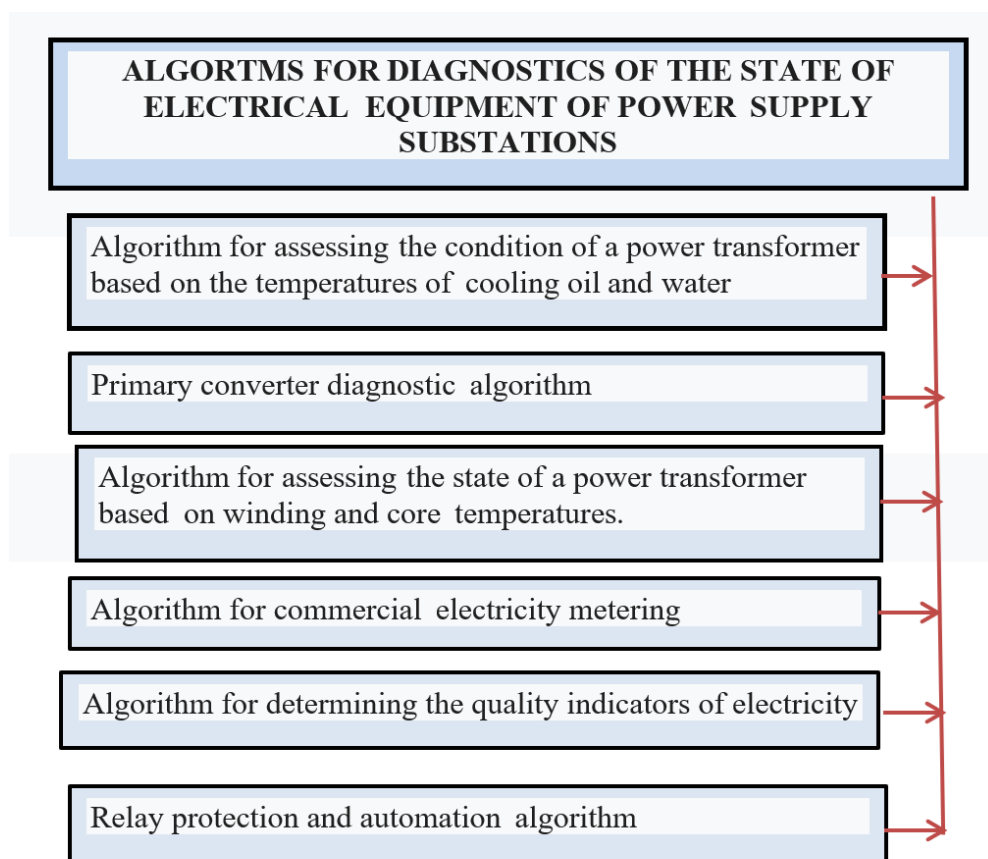 ALGORTMS FOR DIAGNOSTICS OF THE STATE OF
ELECTRICAL EQUIPMENT OF POWER SUPPLY
SUBSTATIONS
Algorithm for assessing the condition of a power transformer
based on the temperatures of cooling oil and water
Primary converter diagnostic algorithm
Algorithm for assessing the state of a power transformer
based on winding and core temperatures.
Algorithm for commercial electricity metering
Algorithm for determining the quality indicators of electricity
Relay protection and automation algorithm